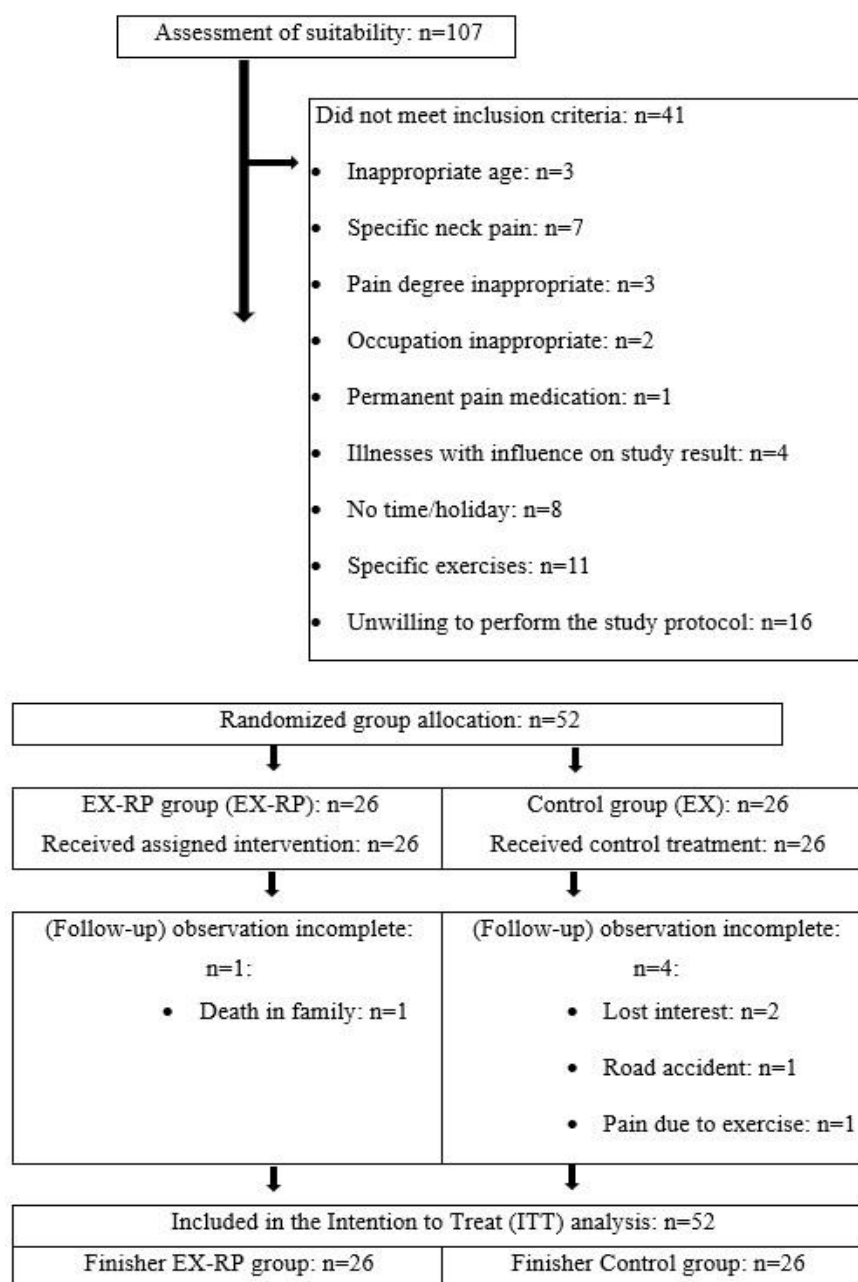 Assessment of suitability: n=107
Did not meet inclusion criteria: n=41
• Inappropriate age: n=3
• Specific neck pain: n=7
• Pain degree inappropriate: n=3
• Occupation inappropriate: n=2
• Permanent pain medication: n=1
• Illnesses with influence on study result: n=4
• No time/holiday: n=8
• Specific exercises: n=11
• Unwilling to perform the study protocol: n=16
Randomized group allocation: n=52
EX-RP group (EX-RP): n=26
Received assigned intervention: n=26
Control group (EX): n=26
Received control treatment: n=26
(Follow-up) observation incomplete:
n=1:
• Death in family: n=1
(Follow-up) observation incomplete:
n=4:
• Lost interest: n=2
• Road accident: n=1
• Pain due to exercise: n=1
Included in the Intention to Treat (ITT) analysis: n=52
Finisher EX-RP group: n=26
Finisher Control group: n=26